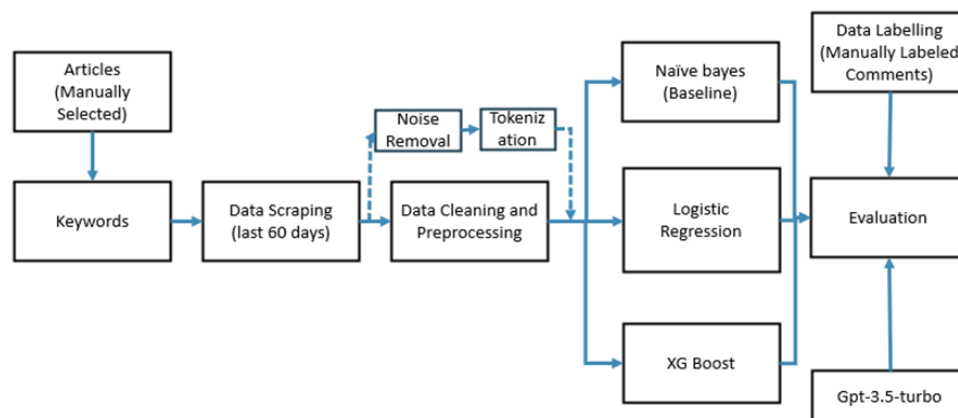 Articles
(Manually
Selected)
Keywords
Data Scraping
(last 60 days)
Noise
Removal
Tokeniz
ation
Data Cleaning and
Preprocessing
Naïve bayes
(Baseline)
Logistic
Regression
XG Boost
Data Labelling
(Manually Labeled
Comments)
Evaluation
Gpt-3.5-turbo